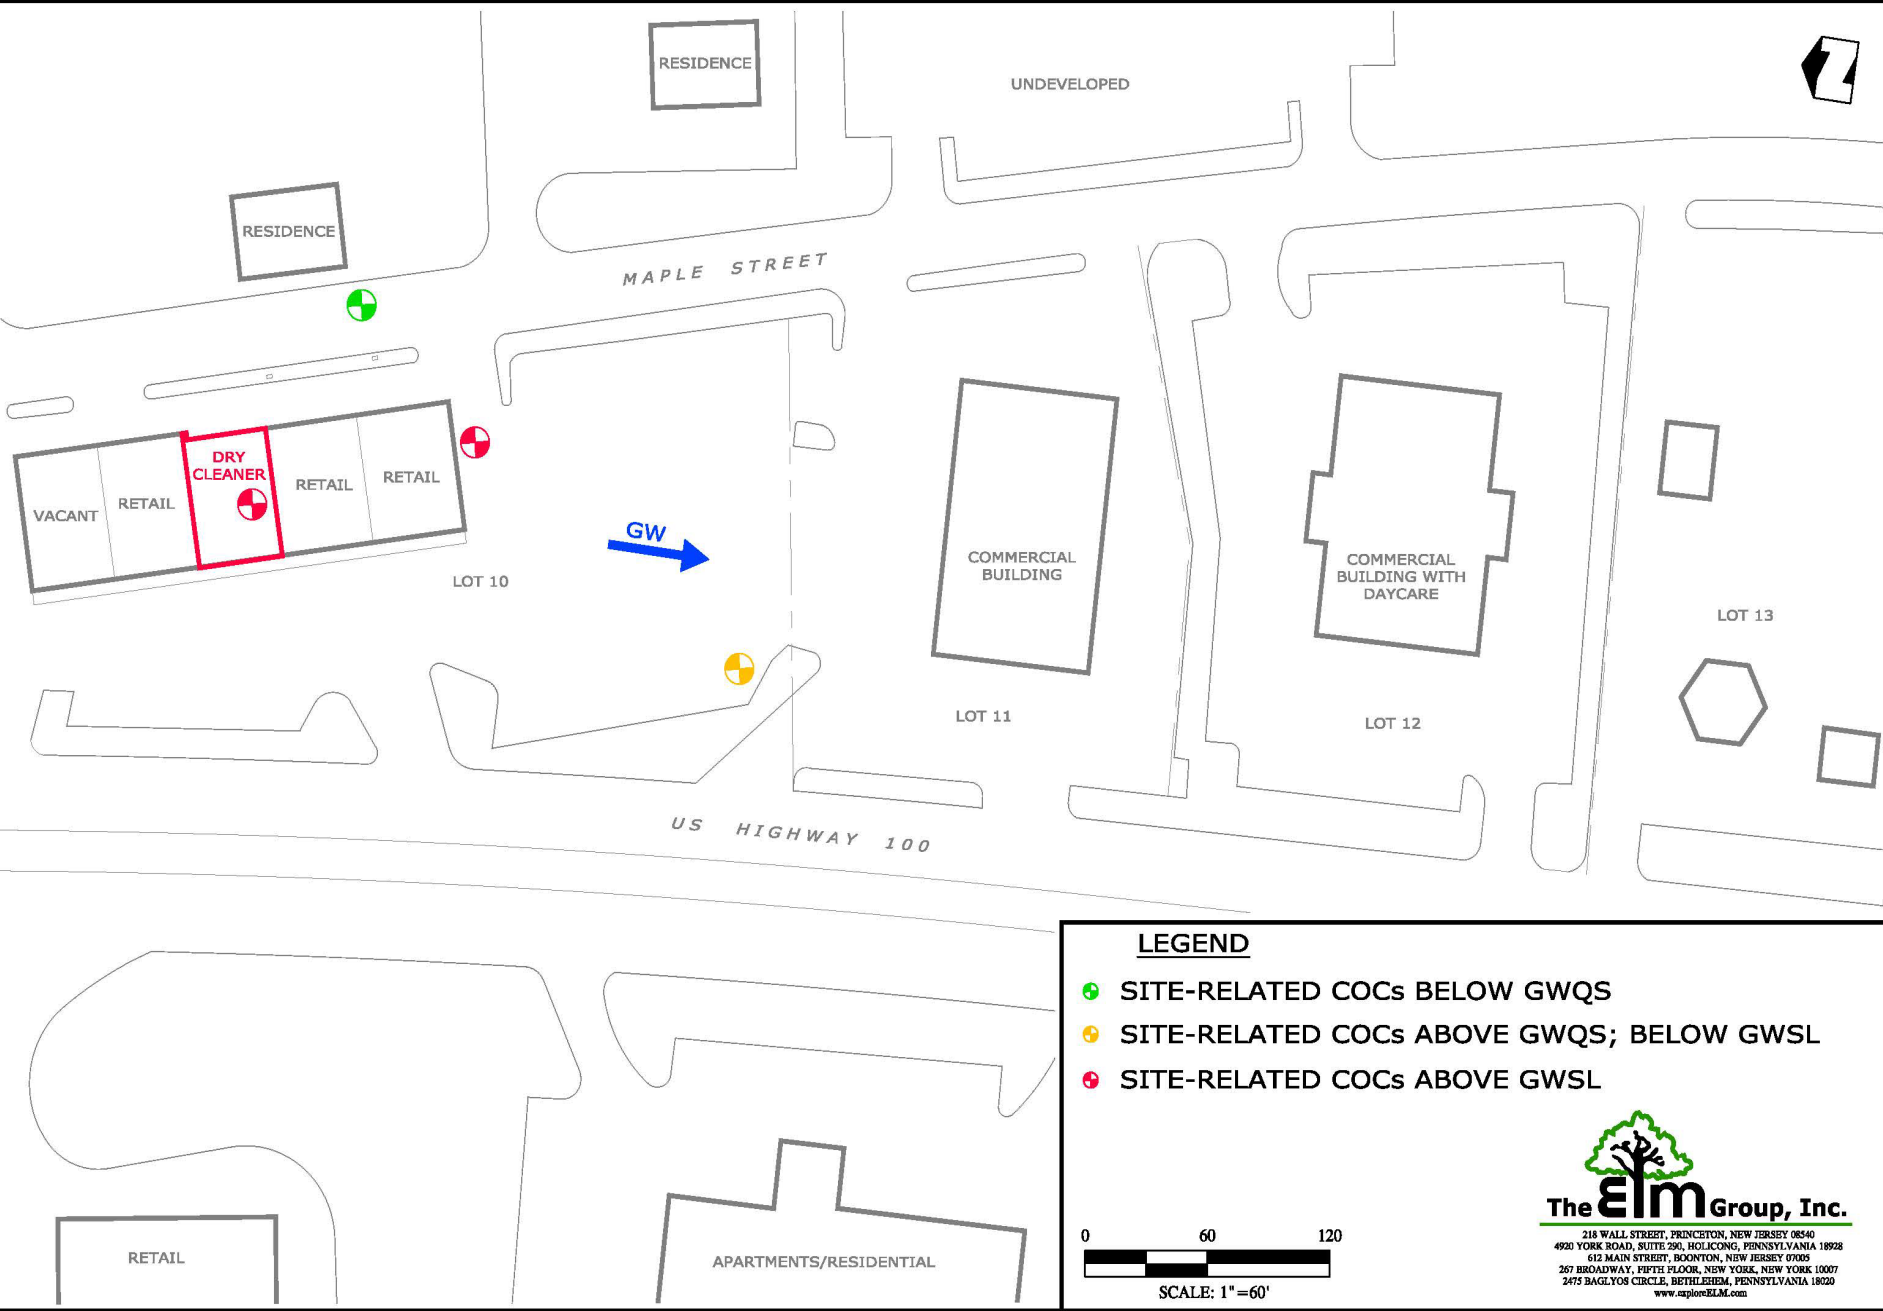 RESIDENCE
UNDEVELOPED
RESIDENCE
MAPLE STREET
DRY
CLEANER
VACANT
RETAIL
RETAIL
RETAIL
GW
LOT 10
COMMERCIAL
BUILDING
COMMERCIAL
BUILDING WITH
DAYCARE
LOT 13
LOT 11
LOT 12
US HIGHWAY 100
RETAIL
APARTMENTS/RESIDENTIAL
LEGEND
SITE-RELATED COCs BELOW GWQS
SITE-RELATED COCs ABOVE GWQS; BELOW GWSL
SITE-RELATED COCs ABOVE GWSL
0 60 120
SCALE: 1"=60'
The Elm Group, Inc.
218 WALL STREET, PRINCETON, NEW JERSEY 08540
4920 YORK ROAD, SUITE 290, HOLICONG, PENNSYLVANIA 18928
612 MAIN STREET, BOONTON, NEW JERSEY 07005
267 BROADWAY, FIFTH FLOOR, NEW YORK, NEW YORK 10007
2475 BAGLYOS CIRCLE, BETHLEHEM, PENNSYLVANIA 18020
www.exploreELM.com